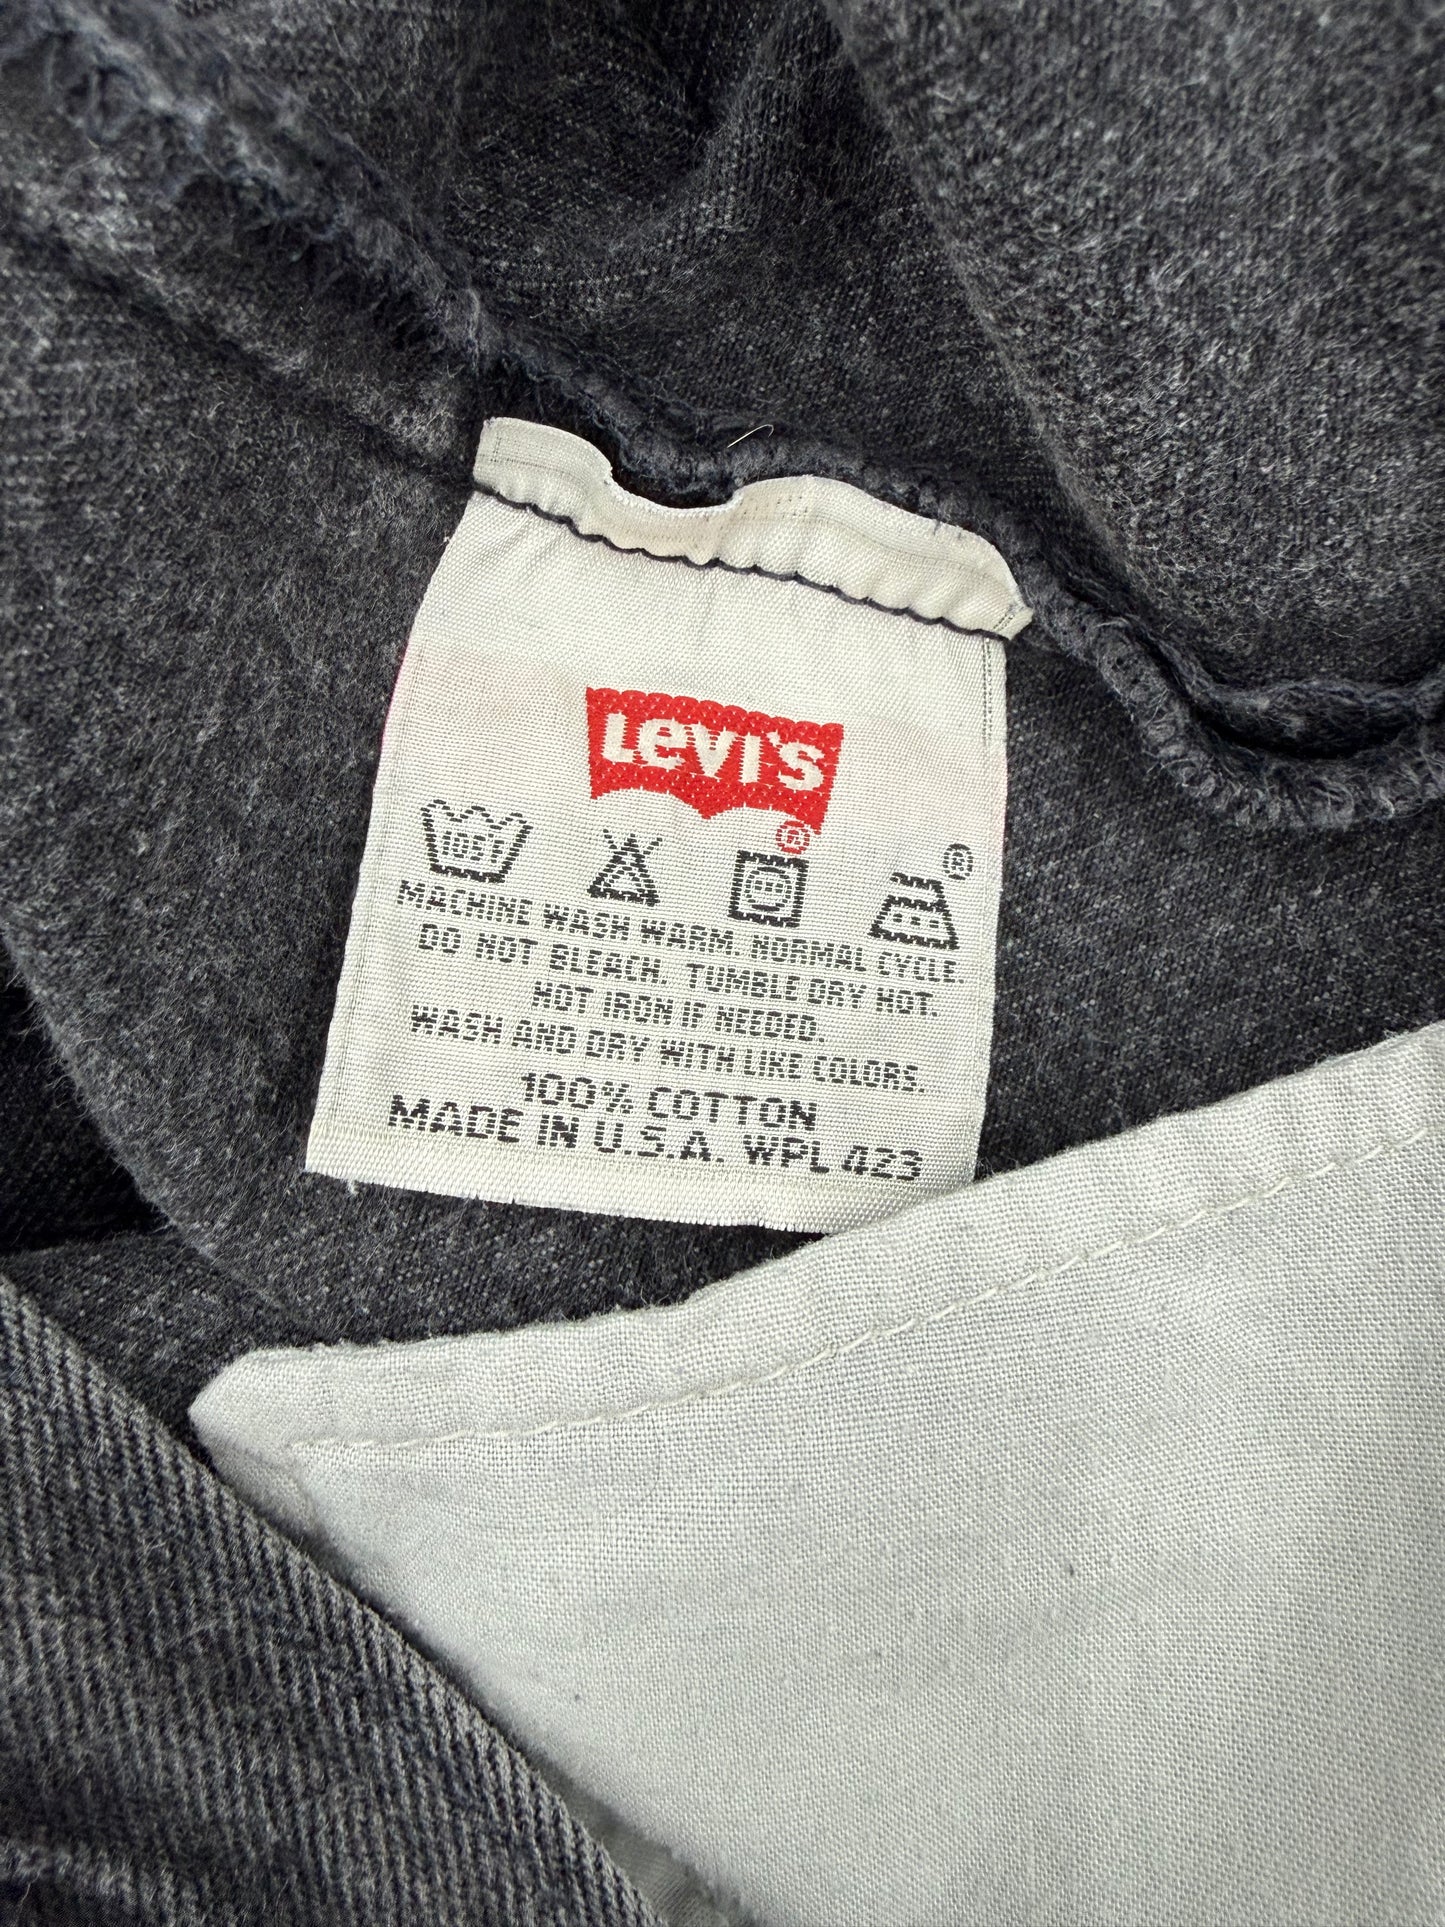 Levi's
®
105F
®
MACHINE WASH WARM. NORMAL CYCLE.
DO NOT BLEACH. TUMBLE DRY HOT.
HOT IRON IF NEEDED.
WASH AND DRY WITH LIKE COLORS.
100% COTTON
MADE IN U.S.A. WPL 423